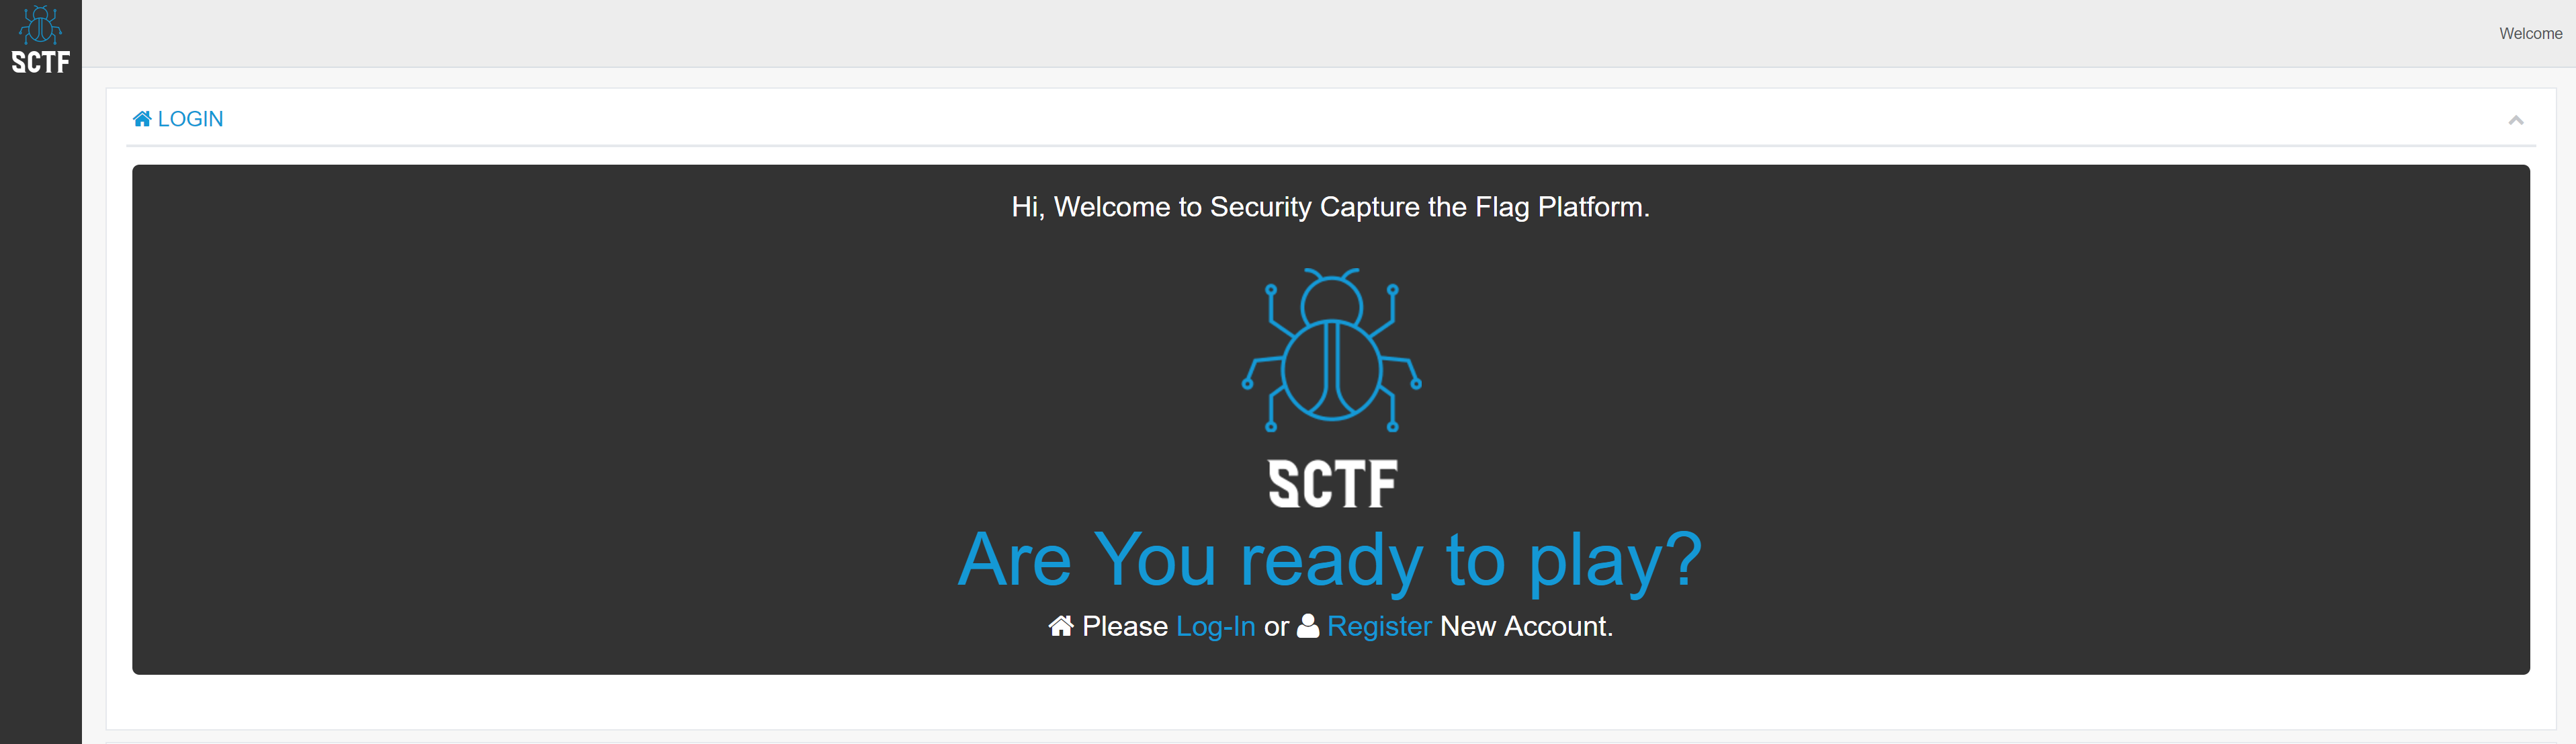 SCTF
Welcome
LOGIN
Hi, Welcome to Security Capture the Flag Platform.
SCTF
Are You ready to play?
Please Log-In or Register New Account.